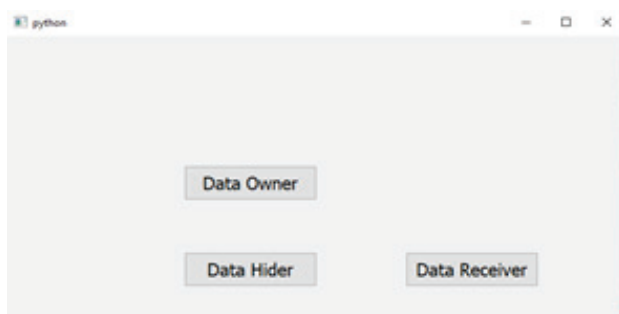 python
Data Owner
Data Hider
Data Receiver